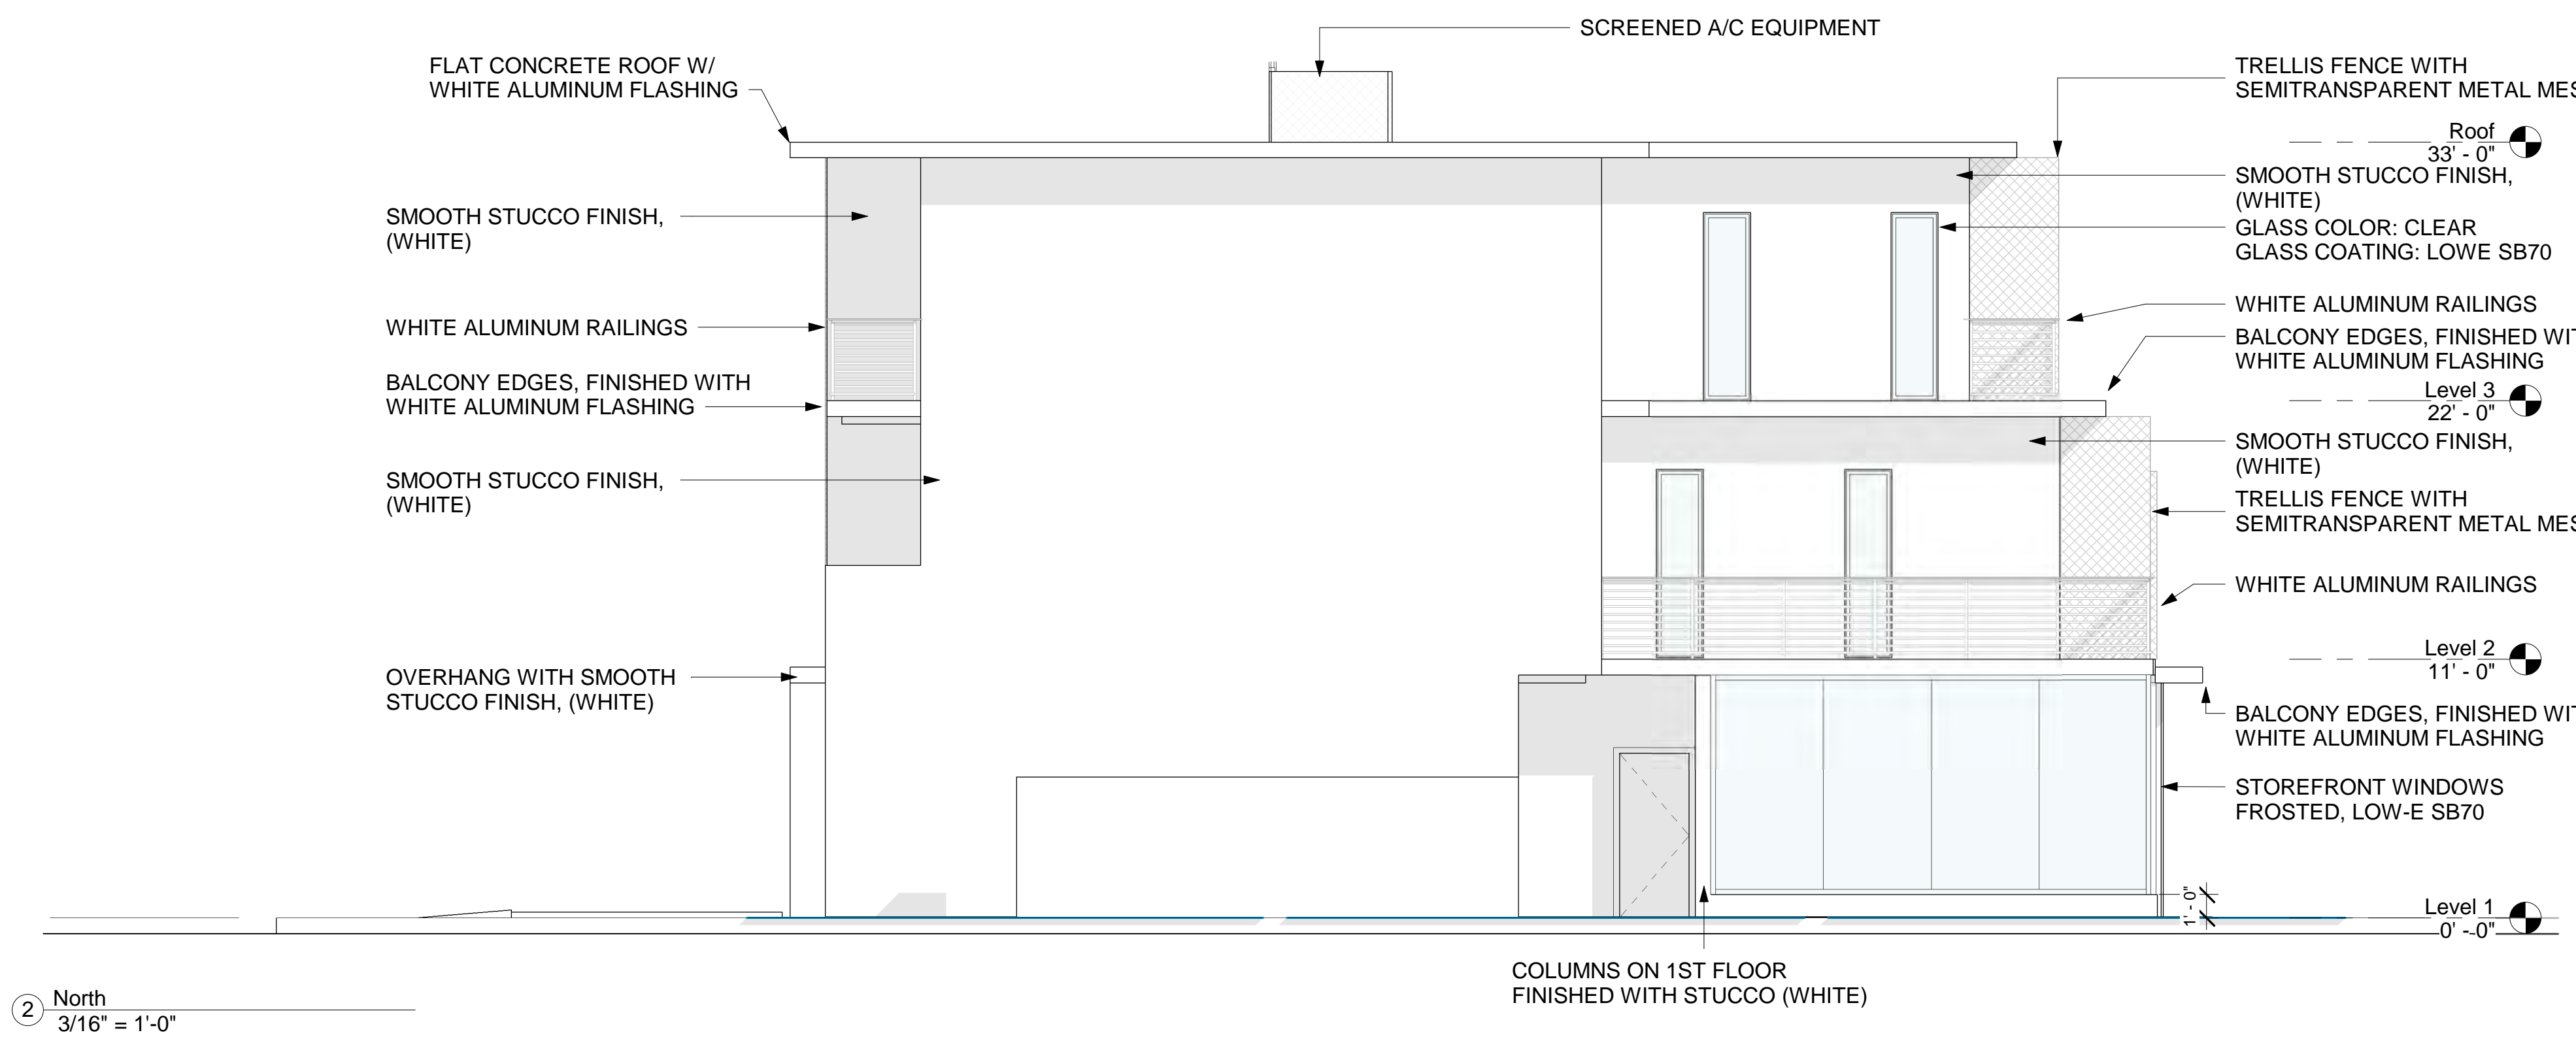 SCREENED A/C EQUIPMENT
FLAT CONCRETE ROOF W/
WHITE ALUMINUM FLASHING
SMOOTH STUCCO FINISH,
(WHITE)
WHITE ALUMINUM RAILINGS
BALCONY EDGES, FINISHED WITH
WHITE ALUMINUM FLASHING
SMOOTH STUCCO FINISH,
(WHITE)
OVERHANG WITH SMOOTH
STUCCO FINISH, (WHITE)
TRELLIS FENCE WITH
SEMITRANSPARENT METAL MES
Roof
33' - 0"
SMOOTH STUCCO FINISH,
(WHITE)
GLASS COLOR: CLEAR
GLASS COATING: LOWE SB70
WHITE ALUMINUM RAILINGS
BALCONY EDGES, FINISHED WIT
WHITE ALUMINUM FLASHING
Level 3
22' - 0"
SMOOTH STUCCO FINISH,
(WHITE)
TRELLIS FENCE WITH
SEMITRANSPARENT METAL MES
WHITE ALUMINUM RAILINGS
Level 2
11' - 0"
BALCONY EDGES, FINISHED WIT
WHITE ALUMINUM FLASHING
STOREFRONT WINDOWS
FROSTED, LOW-E SB70
1' - 0"
Level 1
0' - 0"
COLUMNS ON 1ST FLOOR
FINISHED WITH STUCCO (WHITE)
2
North
3/16" = 1'-0"